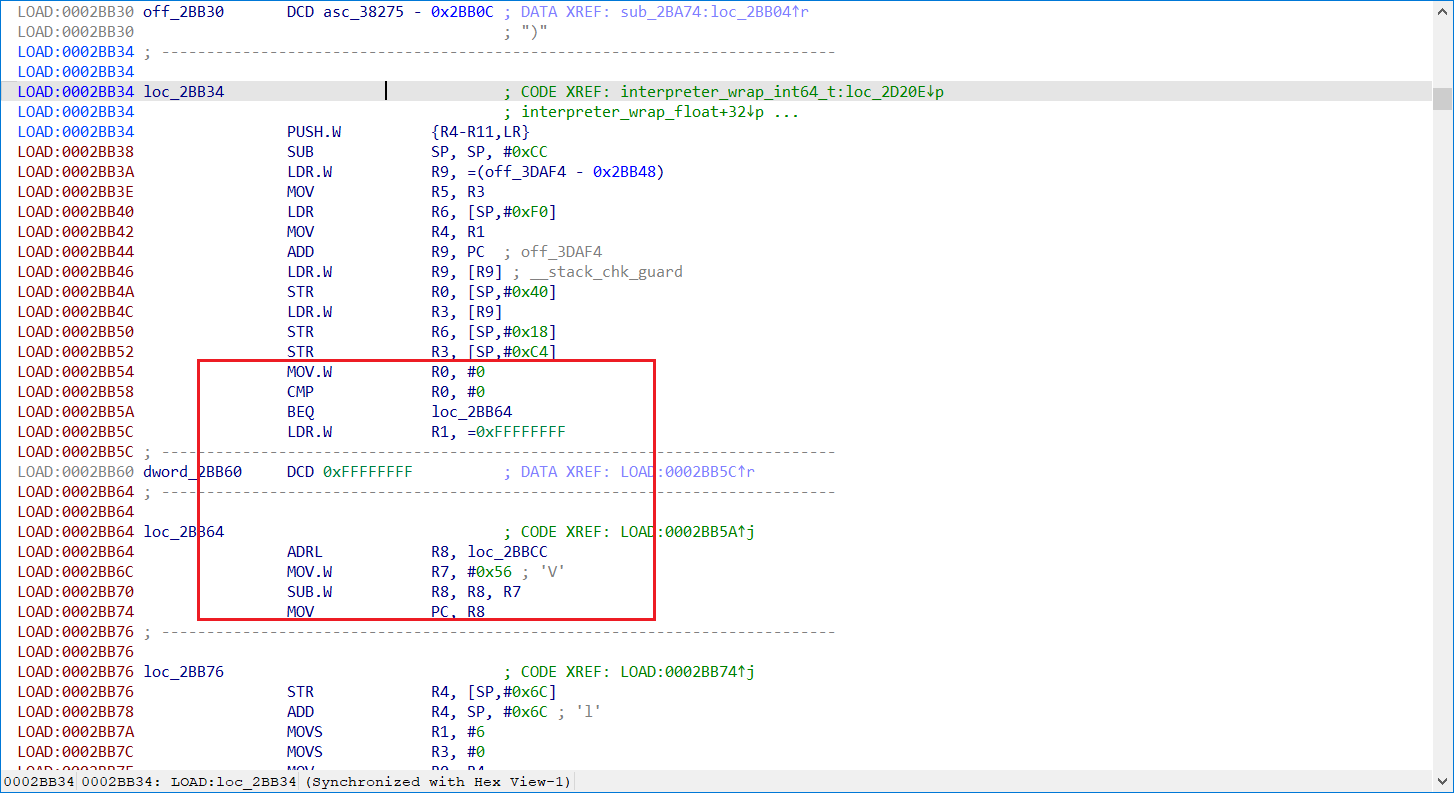 LOAD:0002BB30 off_2BB30 DCD asc_38275 - 0x2BB0C ; DATA XREF: sub_2BA74:loc_2BB04↑r
LOAD:0002BB30 ; ")"
LOAD:0002BB34 ; ---------------------------------------------------------------------------
LOAD:0002BB34
LOAD:0002BB34 loc_2BB34 ; CODE XREF: interpreter_wrap_int64_t:loc_2D20E↓p
LOAD:0002BB34 ; interpreter_wrap_float+32↓p ...
LOAD:0002BB34 PUSH.W {R4-R11,LR}
LOAD:0002BB38 SUB SP, SP, #0xCC
LOAD:0002BB3A LDR.W R9, =(off_3DAF4 - 0x2BB48)
LOAD:0002BB3E MOV R5, R3
LOAD:0002BB40 LDR R6, [SP,#0xF0]
LOAD:0002BB42 MOV R4, R1
LOAD:0002BB44 ADD R9, PC ; off_3DAF4
LOAD:0002BB46 LDR.W R9, [R9] ; __stack_chk_guard
LOAD:0002BB4A STR R0, [SP,#0x40]
LOAD:0002BB4C LDR.W R3, [R9]
LOAD:0002BB50 STR R6, [SP,#0x18]
LOAD:0002BB52 STR R3, [SP,#0xC4]
LOAD:0002BB54 MOV.W R0, #0
LOAD:0002BB58 CMP R0, #0
LOAD:0002BB5A BEQ loc_2BB64
LOAD:0002BB5C LDR.W R1, =0xFFFFFFFF
LOAD:0002BB5C ; ---------------------------------------------------------------------------
LOAD:0002BB60 dword_2BB60 DCD 0xFFFFFFFF ; DATA XREF: LOAD:0002BB5C↑r
LOAD:0002BB64 ; ---------------------------------------------------------------------------
LOAD:0002BB64
LOAD:0002BB64 loc_2BB64 ; CODE XREF: LOAD:0002BB5A↑j
LOAD:0002BB64 ADRL R8, loc_2BBCC
LOAD:0002BB6C MOV.W R7, #0x56 ; 'V'
LOAD:0002BB70 SUB.W R8, R8, R7
LOAD:0002BB74 MOV PC, R8
LOAD:0002BB76 ; ---------------------------------------------------------------------------
LOAD:0002BB76
LOAD:0002BB76 loc_2BB76 ; CODE XREF: LOAD:0002BB74↑j
LOAD:0002BB76 STR R4, [SP,#0x6C]
LOAD:0002BB78 ADD R4, SP, #0x6C ; 'l'
LOAD:0002BB7A MOVS R1, #6
LOAD:0002BB7C MOVS R3, #0
LOAD:0002BB7E MOV R0, R4
0002BB34 0002BB34: LOAD:loc_2BB34 (Synchronized with Hex View-1)